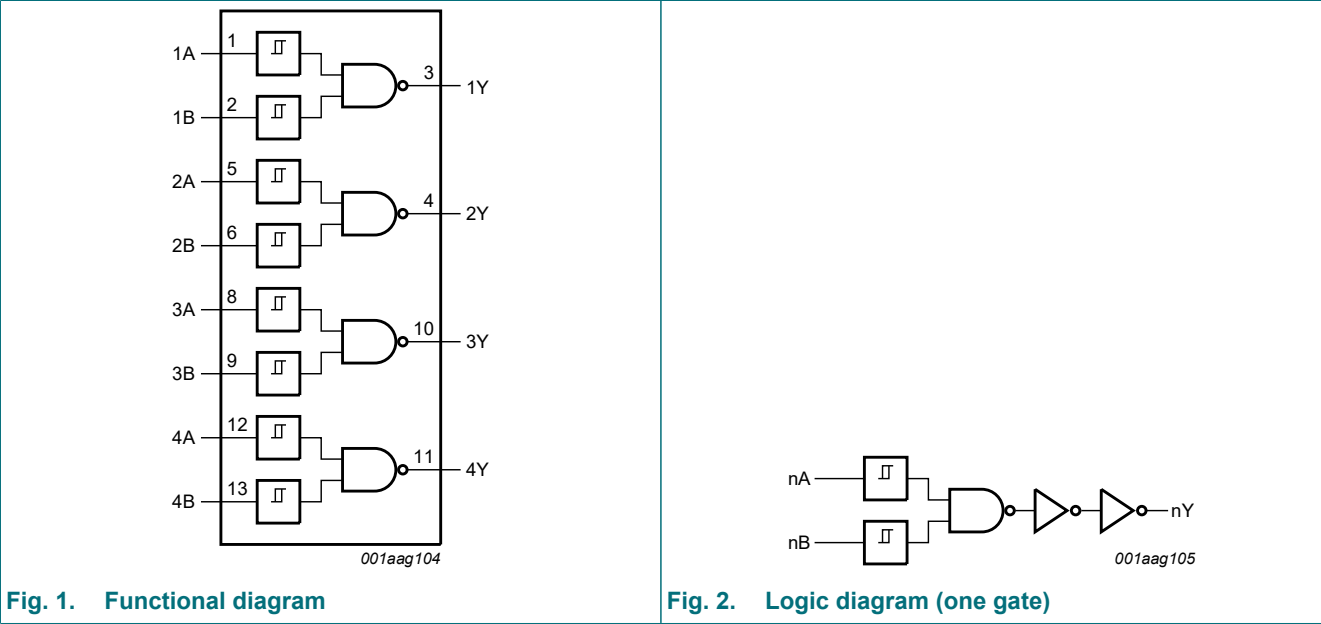 1A
1
1B
2
3
1Y
2A
5
2B
6
4
2Y
3A
8
3B
9
10
3Y
4A
12
4B
13
11
4Y
001aag104
Fig. 1. Functional diagram
nA
nB
nY
001aag105
Fig. 2. Logic diagram (one gate)